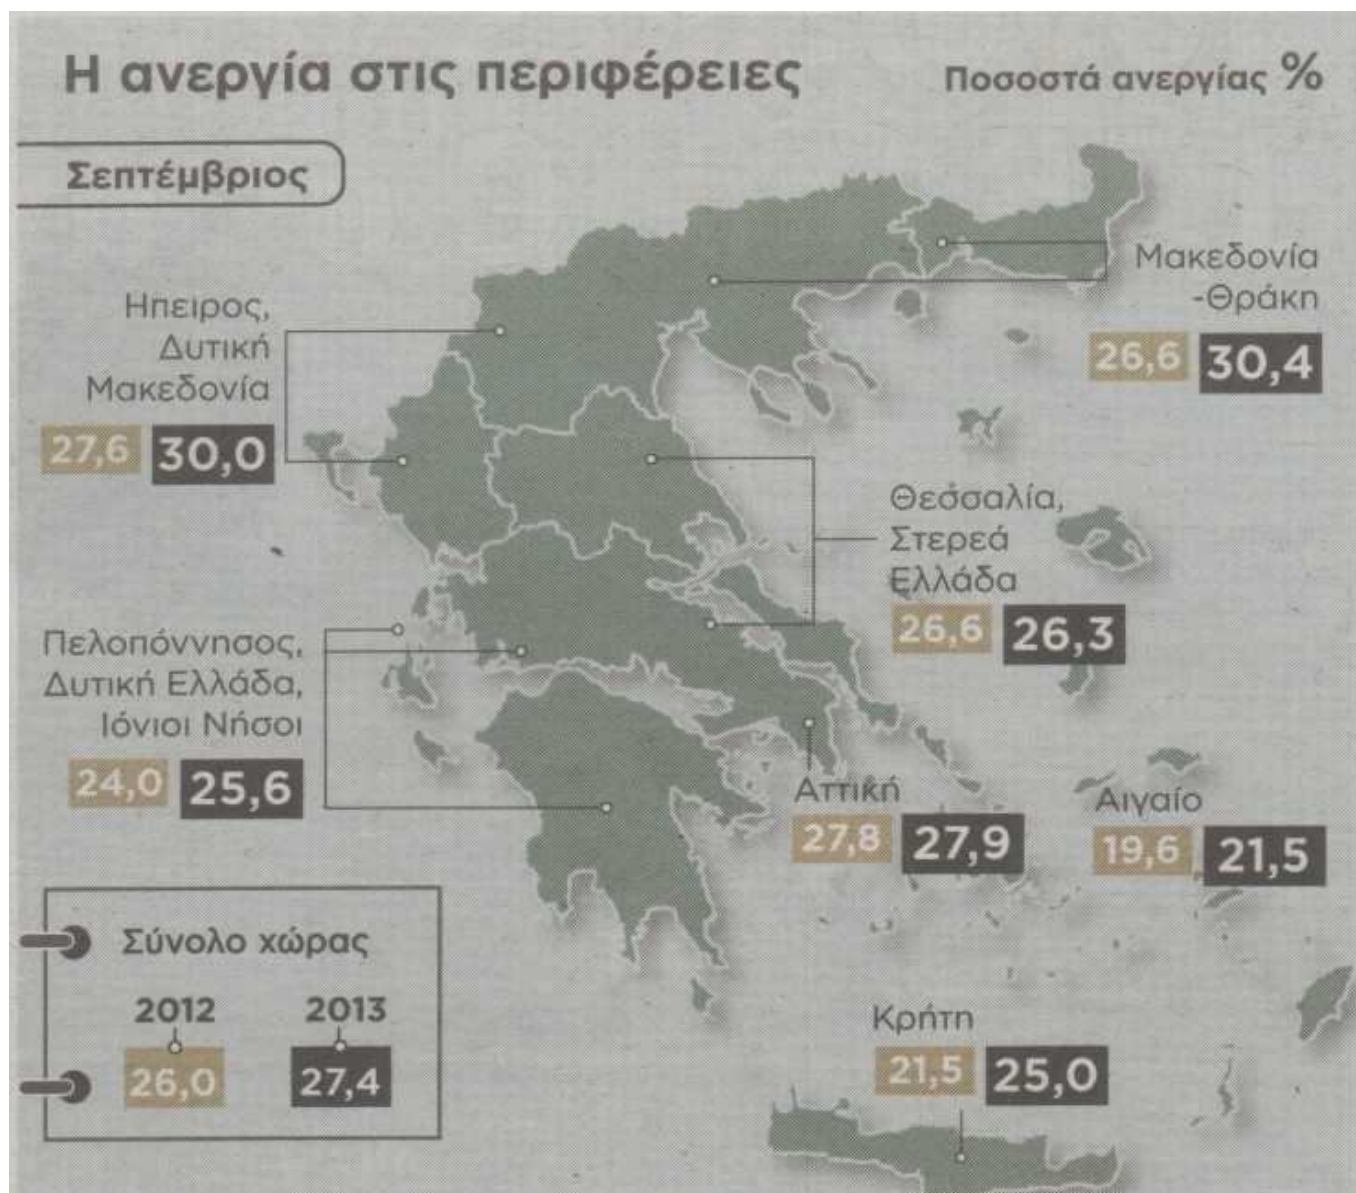 Η ανεργία στις περιφέρειες
Ποσοστά ανεργίας %
Σεπτέμβριος
Μακεδονία
-Θράκη
26,6 30,4
Ηπειρος,
Δυτική
Μακεδονία
27,6 30,0
Θεσσαλία,
Στερεά
Ελλάδα
26,6 26,3
Πελοπόννησος,
Δυτική Ελλάδα,
Ιόνιοι Νήσοι
24,0 25,6
Αττική
27,8 27,9
Αιγαίο
19,6 21,5
Σύνολο χώρας
2012 2013
26,0 27,4
Κρήτη
21,5 25,0